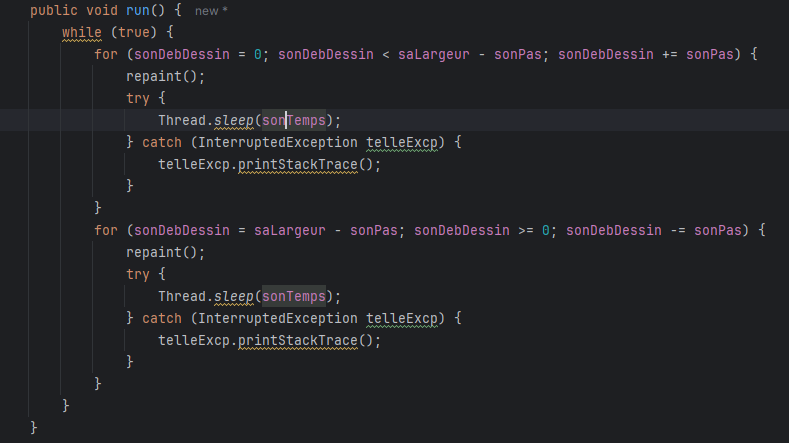 public void run() { new *
while (true) {
for (sonDebDessin = 0; sonDebDessin < saLargeur - sonPas; sonDebDessin += sonPas) {
repaint();
try {
Thread.sleep(sonTemps);
} catch (InterruptedException telleExcp) {
telleExcp.printStackTrace();
}
}
for (sonDebDessin = saLargeur - sonPas; sonDebDessin >= 0; sonDebDessin -= sonPas) {
repaint();
try {
Thread.sleep(sonTemps);
} catch (InterruptedException telleExcp) {
telleExcp.printStackTrace();
}
}
}
}